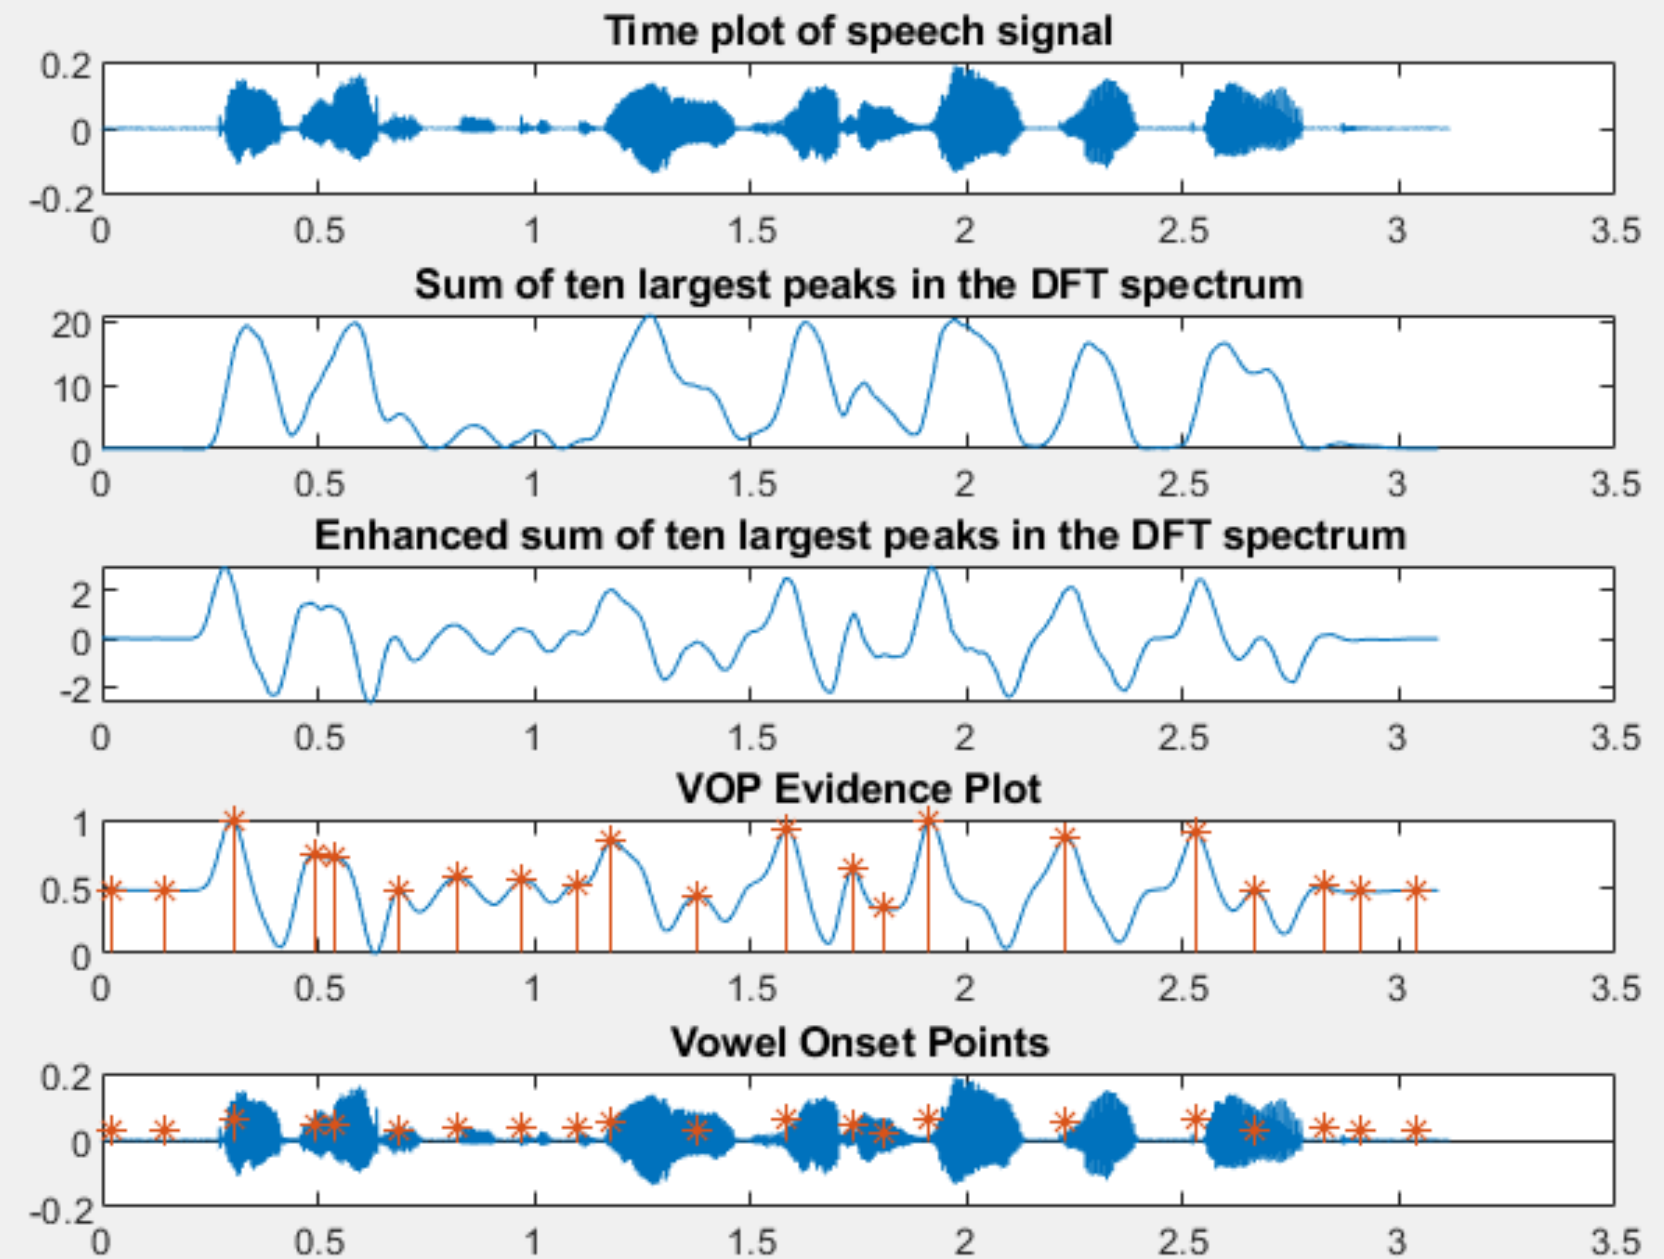 Time plot of speech signal
0.2
0
-0.2
0 0.5 1 1.5 2 2.5 3 3.5
Sum of ten largest peaks in the DFT spectrum
20
10
0
0 0.5 1 1.5 2 2.5 3 3.5
Enhanced sum of ten largest peaks in the DFT spectrum
2
0
-2
0 0.5 1 1.5 2 2.5 3 3.5
VOP Evidence Plot
1
0.5
0
0 0.5 1 1.5 2 2.5 3 3.5
Vowel Onset Points
0.2
0
-0.2
0 0.5 1 1.5 2 2.5 3 3.5